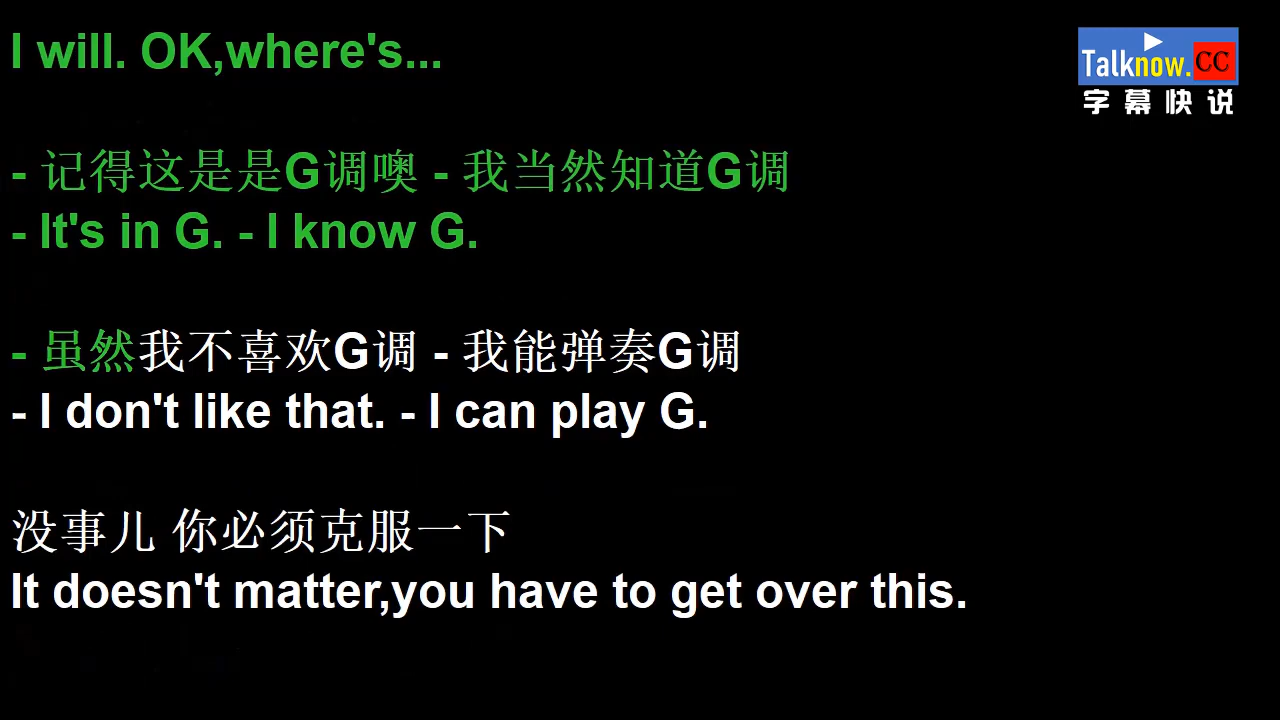 I will. OK,where's...
Talknow.CC
字幕快说
- 记得这是是G调噢 - 我当然知道G调
- It's in G. - I know G.
- 虽然我不喜欢G调 - 我能弹奏G调
- I don't like that. - I can play G.
没事儿 你必须克服一下
It doesn't matter,you have to get over this.